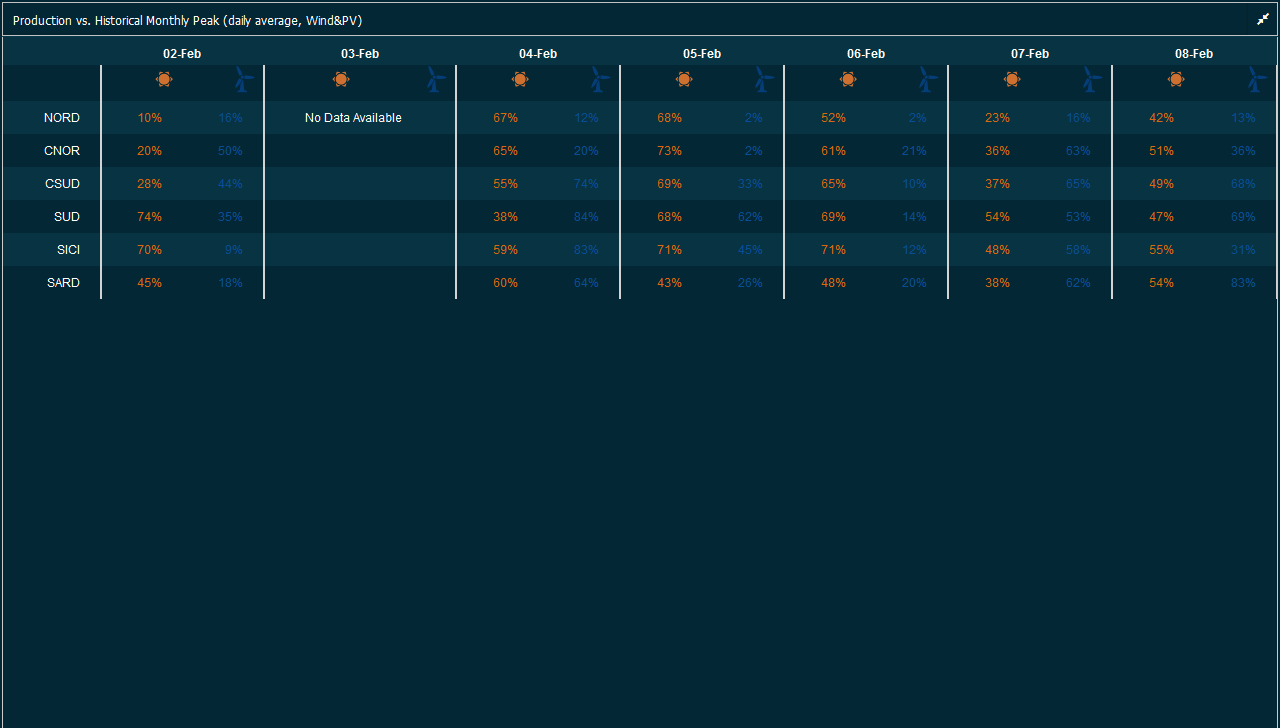 Production vs. Historical Monthly Peak (daily average, Wind&PV)
02-Feb 03-Feb 04-Feb 05-Feb 06-Feb 07-Feb 08-Feb
NORD 10% 16% No Data Available 67% 12% 68% 2% 52% 2% 23% 16% 42% 13%
CNOR 20% 50% 65% 20% 73% 2% 61% 21% 36% 63% 51% 36%
CSUD 28% 44% 55% 74% 69% 33% 65% 10% 37% 65% 49% 68%
SUD 74% 35% 38% 84% 68% 62% 69% 14% 54% 53% 47% 69%
SICI 70% 9% 59% 83% 71% 45% 71% 12% 48% 58% 55% 31%
SARD 45% 18% 60% 64% 43% 26% 48% 20% 38% 62% 54% 83%